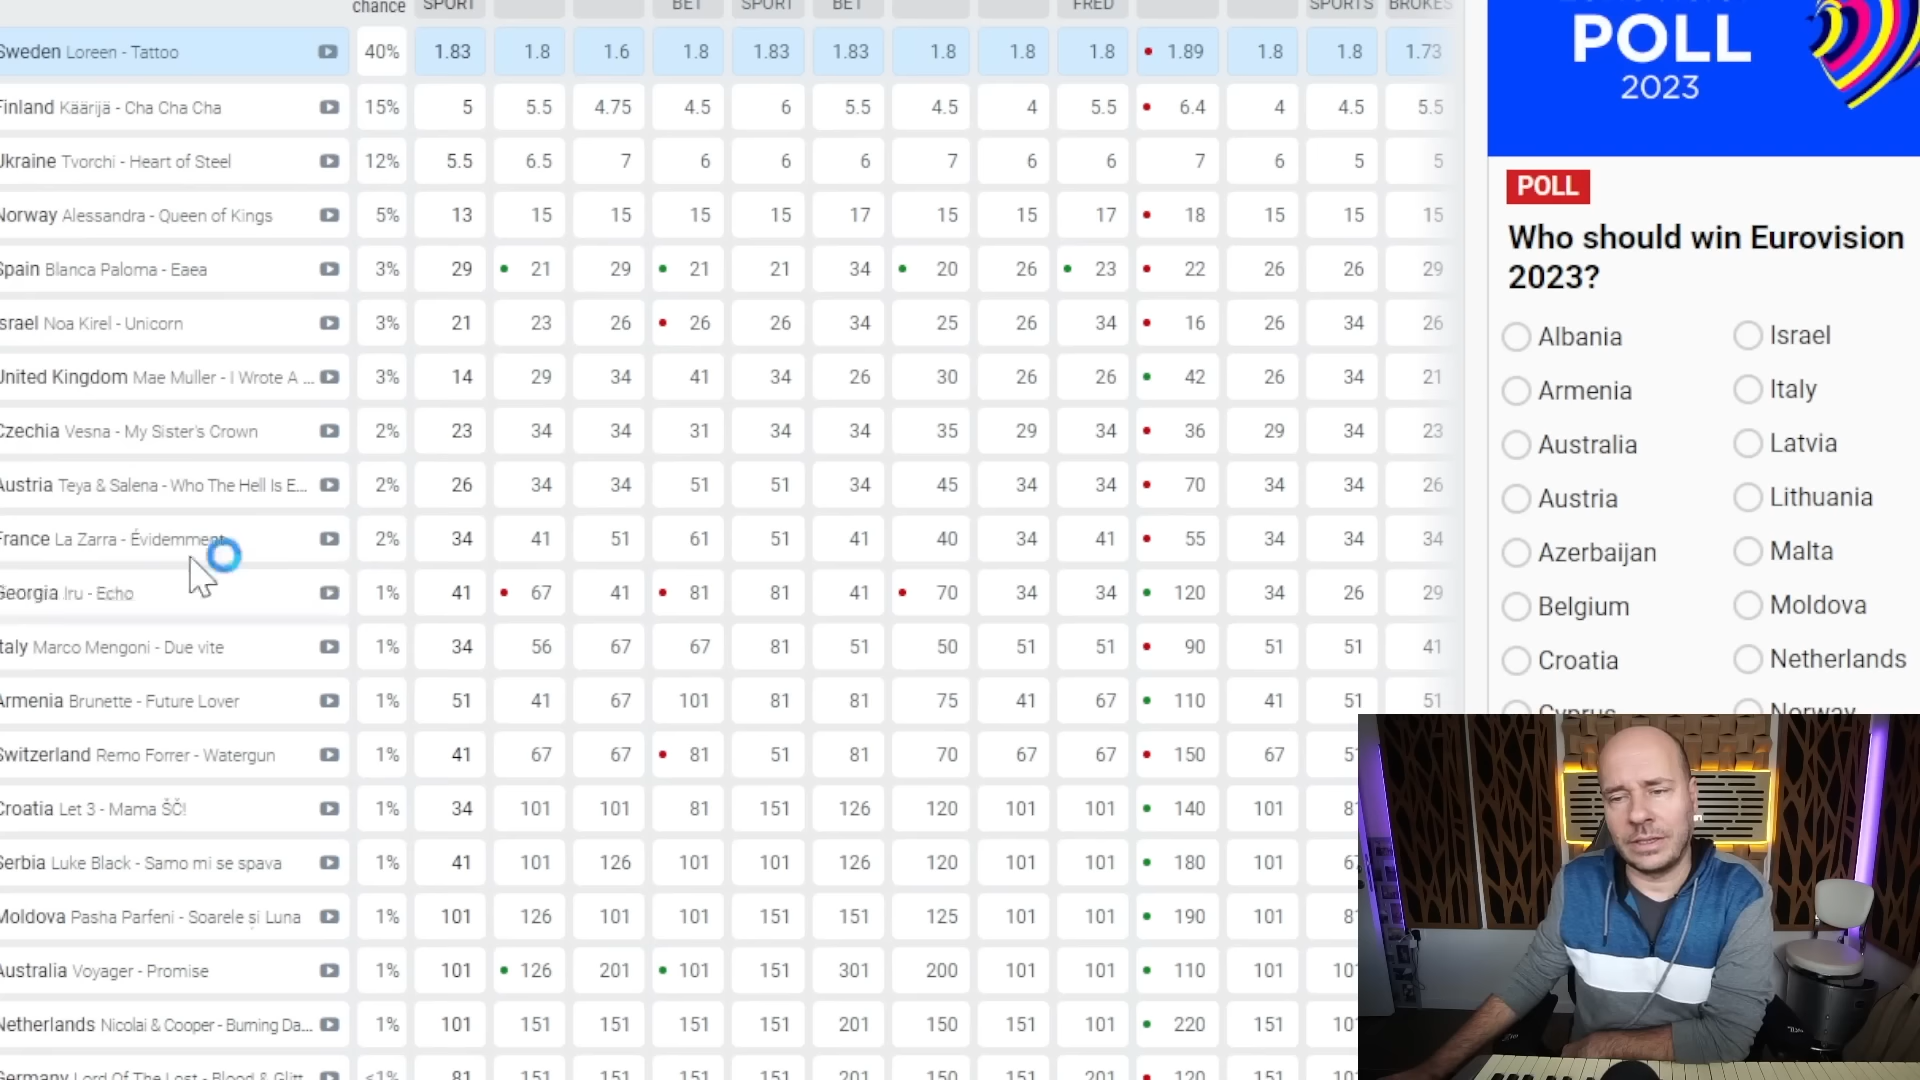 chance SPORT BET SPORT BET FRED SPORTS BROKES
Sweden Loreen - Tattoo 40% 1.83 1.8 1.6 1.8 1.83 1.83 1.8 1.8 1.8 1.89 1.8 1.8 1.73
Finland Käärijä - Cha Cha Cha 15% 5 5.5 4.75 4.5 6 5.5 4.5 4 5.5 6.4 4 4.5 5.5
Ukraine Tvorchi - Heart of Steel 12% 5.5 6.5 7 6 6 6 7 6 6 7 6 5 5
Norway Alessandra - Queen of Kings 5% 13 15 15 15 15 17 15 15 17 18 15 15 15
Spain Blanca Paloma - Eaea 3% 29 21 29 21 21 34 20 26 23 22 26 26 29
srael Noa Kirel - Unicorn 3% 21 23 26 26 26 34 25 26 34 16 26 34 26
United Kingdom Mae Muller - I Wrote A ... 3% 14 29 34 41 34 26 30 26 26 42 26 34 21
Czechia Vesna - My Sister's Crown 2% 23 34 34 31 34 34 35 29 34 36 29 34 23
Austria Teya & Salena - Who The Hell Is E... 2% 26 34 34 51 51 34 45 34 34 70 34 34 26
France La Zarra - Évidemment 2% 34 41 51 61 51 41 40 34 41 55 34 34 34
Georgia Iru - Echo 1% 41 67 41 81 81 41 70 34 34 120 34 26 29
taly Marco Mengoni - Due vite 1% 34 56 67 67 81 51 50 51 51 90 51 51 41
Armenia Brunette - Future Lover 1% 51 41 67 101 81 81 75 41 67 110 41 51 51
Switzerland Remo Forrer - Watergun 1% 41 67 67 81 51 81 70 67 67 150 67 5
Croatia Let 3 - Mama ŠČ! 1% 34 101 101 81 151 126 120 101 101 140 101 8
Serbia Luke Black - Samo mi se spava 1% 41 101 126 101 101 126 120 101 101 180 101 6
Moldova Pasha Parfeni - Soarele și Luna 1% 101 126 101 101 151 151 125 101 101 190 101 8
Australia Voyager - Promise 1% 101 126 201 101 151 301 200 101 101 110 101 10
Netherlands Nicolai & Cooper - Burning Da... 1% 101 151 151 151 151 201 150 151 101 220 151 10
Germany Lord Of The Lost - Blood & Glitt... <1% 81 151 151 151 151 201 150 151 201 120 151 10
POLL
2023
POLL
Who should win Eurovision
2023?
Albania Israel
Armenia Italy
Australia Latvia
Austria Lithuania
Azerbaijan Malta
Belgium Moldova
Croatia Netherlands
Cyprus Norway